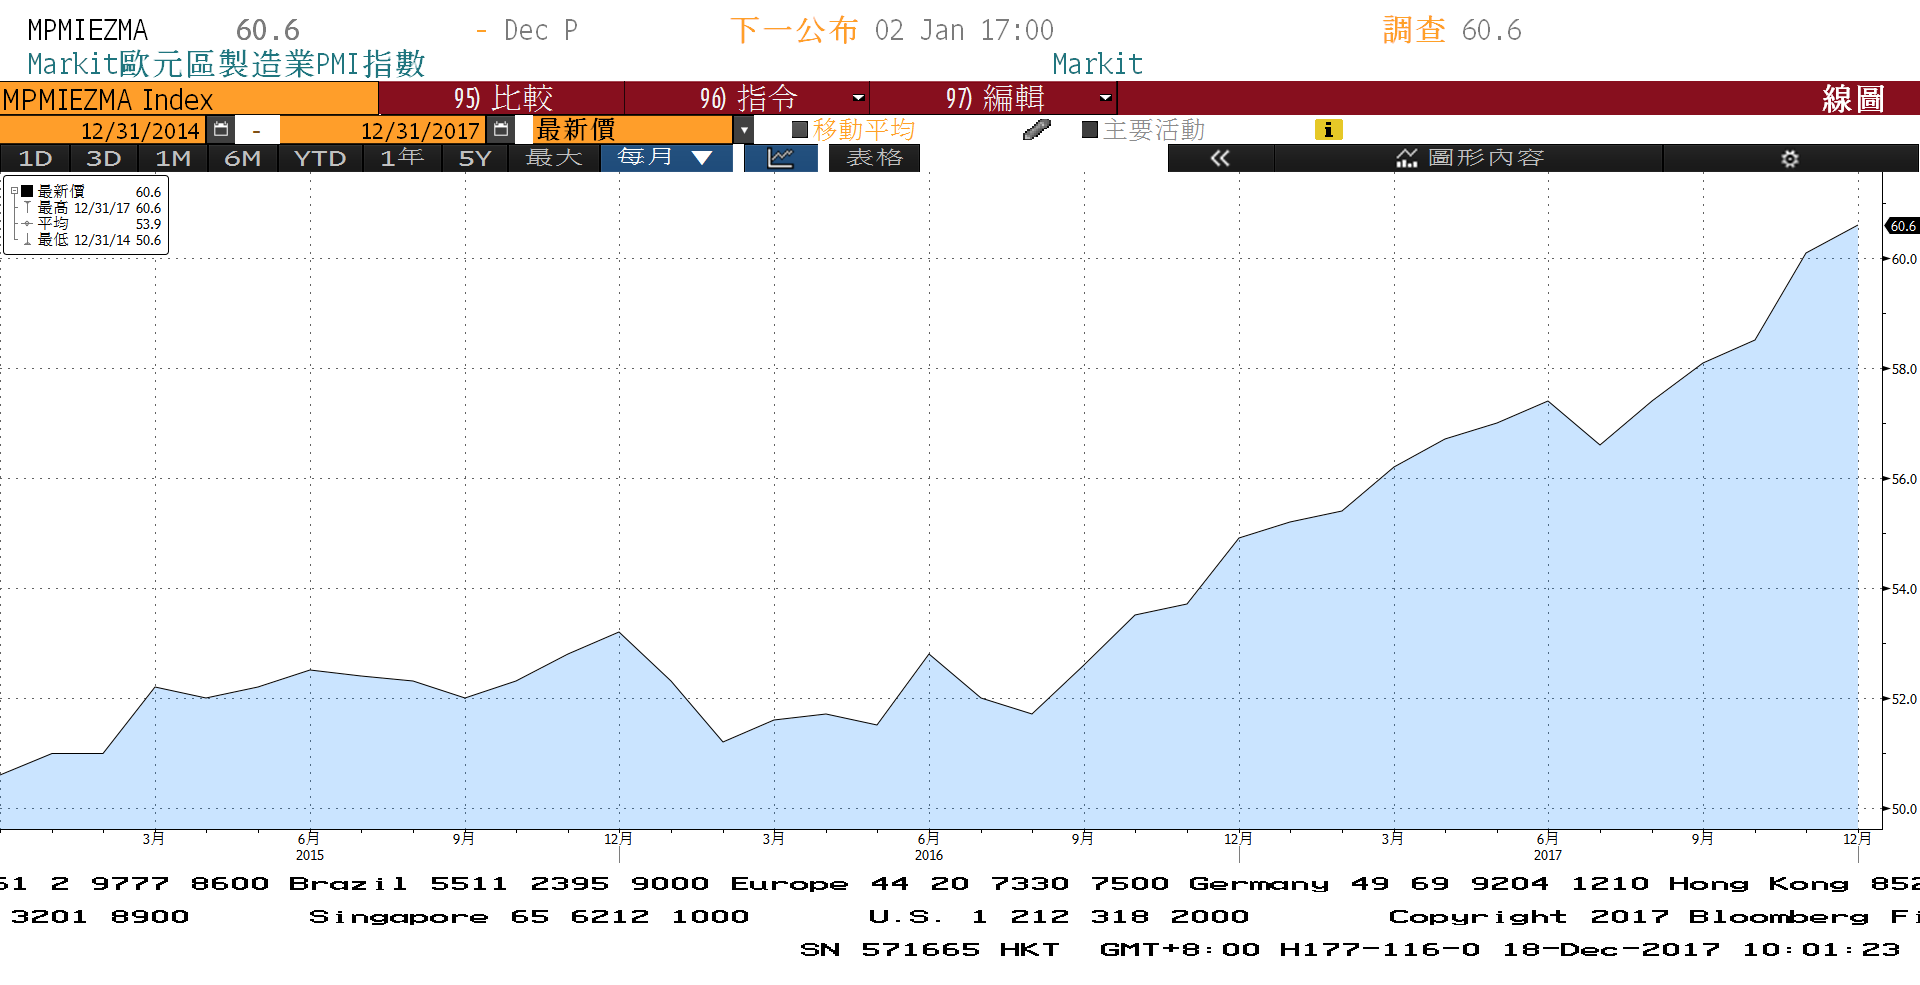 MPMIEZMA 60.6 - Dec P 下一公布 02 Jan 17:00 調查 60.6
Markit歐元區製造業PMI指數 Markit
MPMIEZMA Index 95) 比較 96) 指令 97) 編輯 線圖
12/31/2014 - 12/31/2017 最新價 移動平均 主要活動
1D 3D 1M 6M YTD 1年 5Y 最大 每月 ▼ 表格 « 圖形內容
最新價 60.6
最高 12/31/17 60.6
平均 53.9
最低 12/31/14 50.6
60.6
60.0
58.0
56.0
54.0
52.0
50.0
3月 6月 9月 12月 3月 6月 9月 12月 3月 6月 9月 12月
2015 2016 2017
61 2 9777 8600 Brazil 5511 2395 9000 Europe 44 20 7330 7500 Germany 49 69 9204 1210 Hong Kong 852
3201 8900 Singapore 65 6212 1000 U.S. 1 212 318 2000 Copyright 2017 Bloomberg Fi
SN 571665 HKT GMT+8:00 H177-116-0 18-Dec-2017 10:01:23